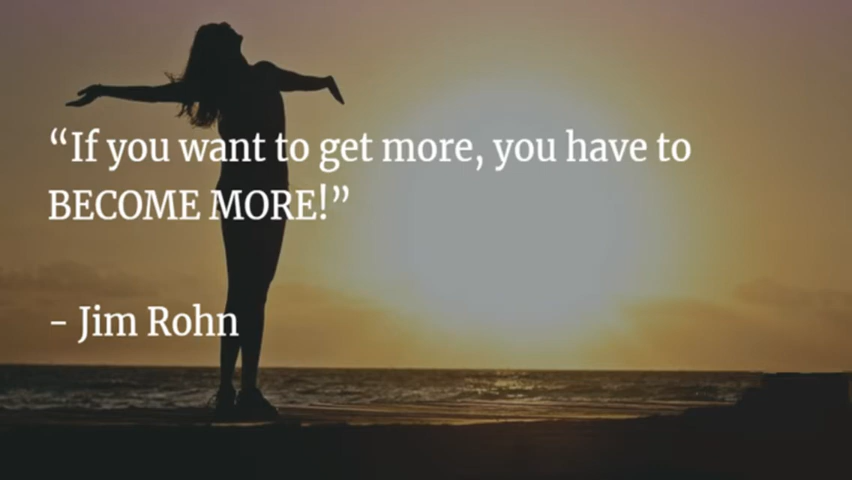 “If you want to get more, you have to
BECOME MORE!”
- Jim Rohn